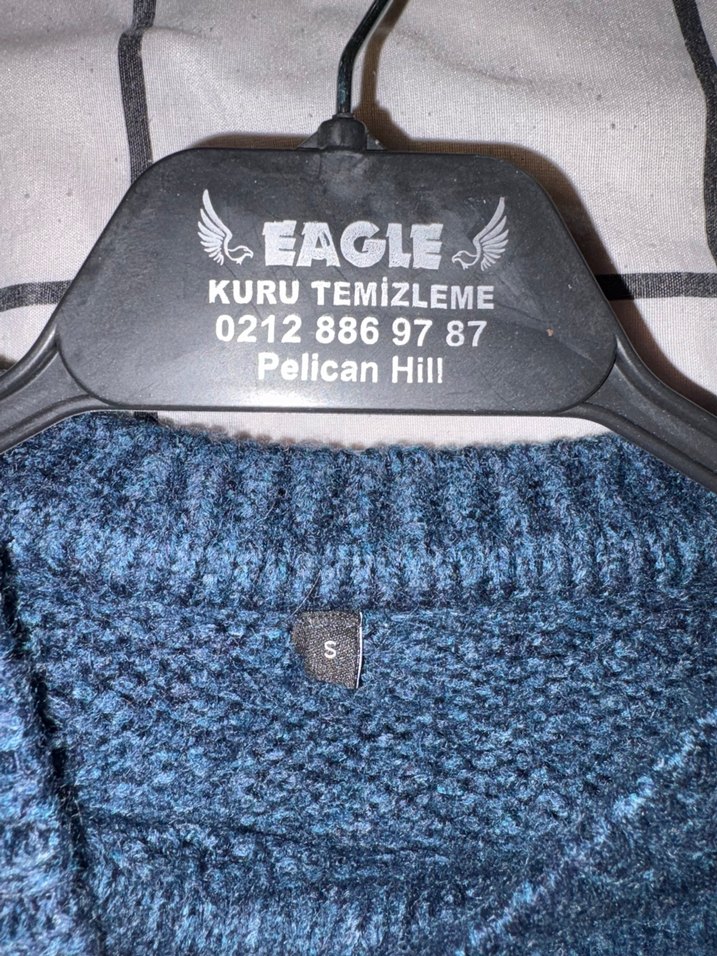 EAGLE
KURU TEMİZLEME
0212 886 97 87
Pelican Hill
S